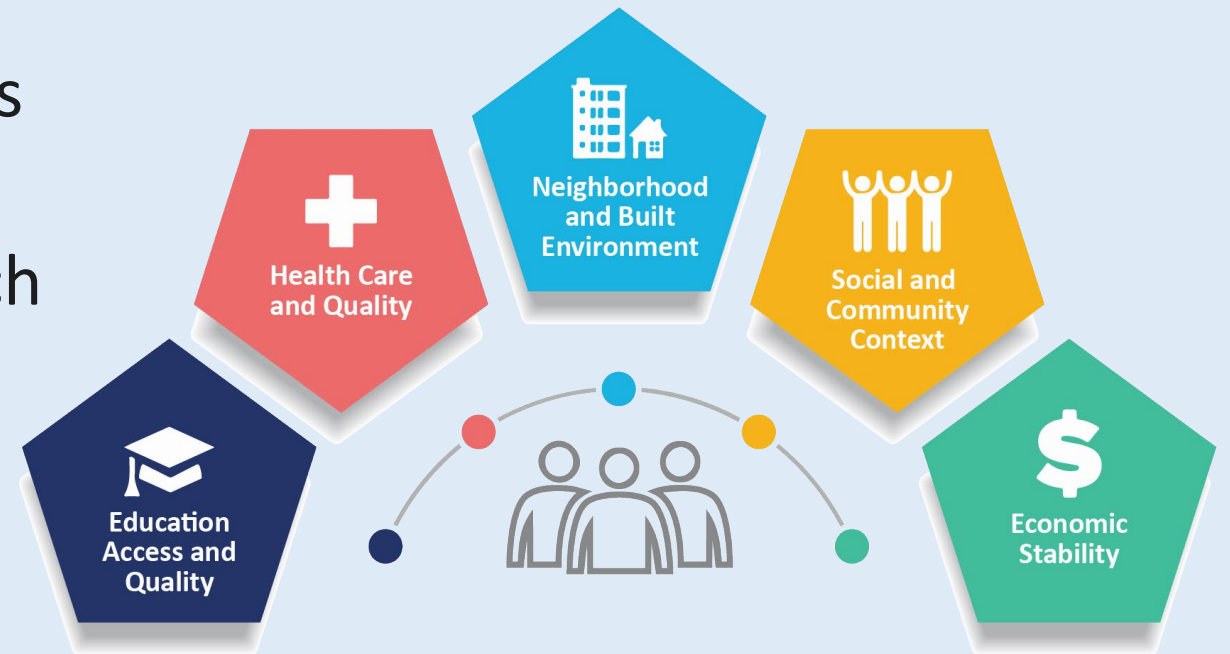 Neighborhood
and Built
Environment
Health Care
and Quality
Social and
Community
Context
Education
Access and
Quality
Economic
Stability